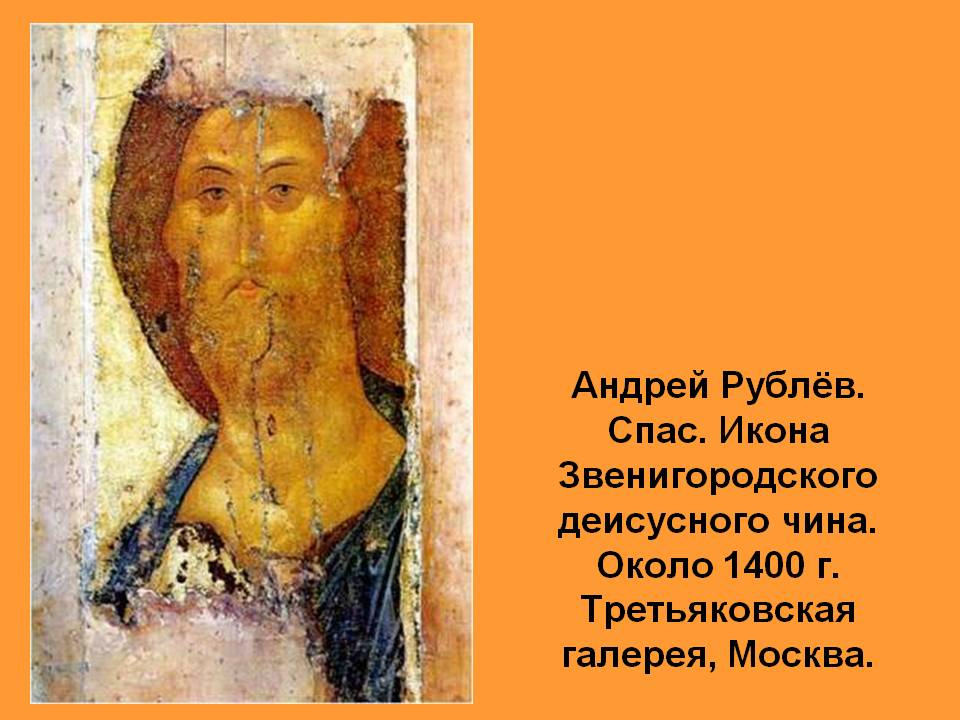 Андрей Рублёв.
Спас. Икона
Звенигородского
деисусного чина.
Около 1400 г.
Третьяковская
галерея, Москва.